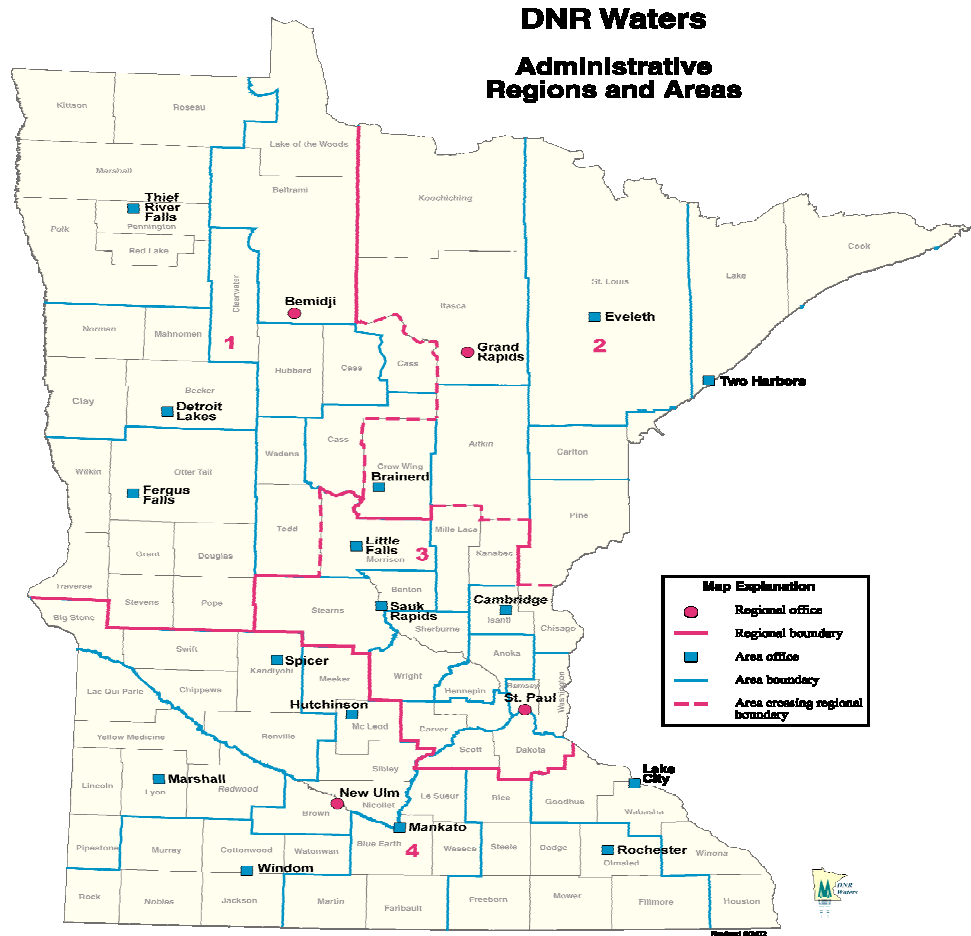 DNR Waters
Administrative
Regions and Areas
Kittson
Roseau
Lake of the Woods
Marshall
Beltrami
Koochiching
Thief
River
Falls
Pennington
Polk
Red Lake
Cook
Lake
St. Louis
Clearwater
Itasca
Bemidji
Eveleth
Norman
Mahnomen
1
2
Grand
Rapids
Hubbard
Cass
Cass
Two Harbors
Clay
Becker
Detroit
Lakes
Cass
Aitkin
Wadena
Carlton
Wilkin
Otter Tail
Crow Wing
Brainerd
Fergus
Falls
Pine
Todd
Mille Lacs
Little
Falls
Morrison
3
Kanabec
Grant
Douglas
Traverse
Stevens
Pope
Big Stone
Stearns
Benton
Sauk
Rapids
Sherburne
Cambridge
Isanti
Chisago
Map Explanation
Regional office
Regional boundary
Area office
Area boundary
Area crossing regional
boundary
Swift
Spicer
Kandiyohi
Meeker
Wright
Anoka
Hennepin
Ramsey
Washington
St. Paul
Lac Qui Parle
Chippewa
Hutchinson
Mc Leod
Carver
Scott
Dakota
Yellow Medicine
Renville
Sibley
Lincoln
Marshall
Lyon
Redwood
New Ulm
Nicollet
Brown
Le Sueur
Rice
Goodhue
Lake
City
Wabasha
Mankato
Pipestone
Murray
Cottonwood
Watonwan
Blue Earth
4
Waseca
Steele
Dodge
Rochester
Olmsted
Winona
Windom
Rock
Nobles
Jackson
Martin
Faribault
Freeborn
Mower
Fillmore
Houston
DNR
Waters